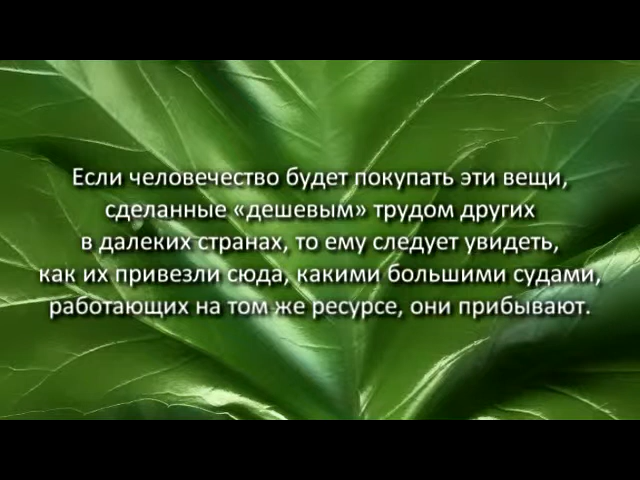 Если человечество будет покупать эти вещи,
сделанные «дешевым» трудом других
в далеких странах, то ему следует увидеть,
как их привезли сюда, какими большими судами,
работающих на том же ресурсе, они прибывают.